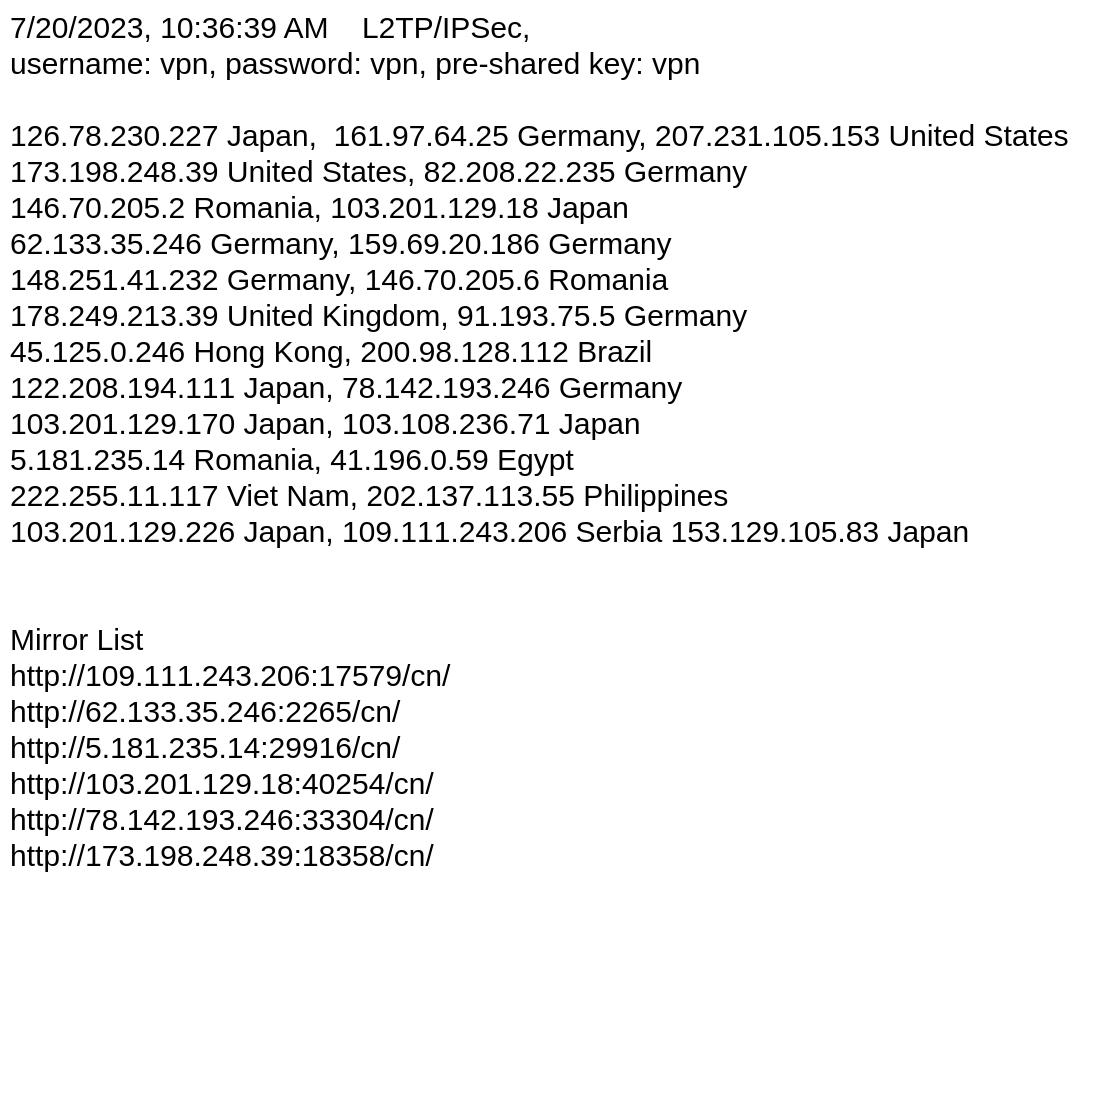 7/20/2023, 10:36:39 AM    L2TP/IPSec,
username: vpn, password: vpn, pre-shared key: vpn
126.78.230.227 Japan,  161.97.64.25 Germany, 207.231.105.153 United States
173.198.248.39 United States, 82.208.22.235 Germany
146.70.205.2 Romania, 103.201.129.18 Japan
62.133.35.246 Germany, 159.69.20.186 Germany
148.251.41.232 Germany, 146.70.205.6 Romania
178.249.213.39 United Kingdom, 91.193.75.5 Germany
45.125.0.246 Hong Kong, 200.98.128.112 Brazil
122.208.194.111 Japan, 78.142.193.246 Germany
103.201.129.170 Japan, 103.108.236.71 Japan
5.181.235.14 Romania, 41.196.0.59 Egypt
222.255.11.117 Viet Nam, 202.137.113.55 Philippines
103.201.129.226 Japan, 109.111.243.206 Serbia 153.129.105.83 Japan
Mirror List
http://109.111.243.206:17579/cn/
http://62.133.35.246:2265/cn/
http://5.181.235.14:29916/cn/
http://103.201.129.18:40254/cn/
http://78.142.193.246:33304/cn/
http://173.198.248.39:18358/cn/